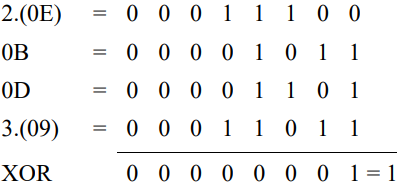 2.(0E) = 0 0 0 1 1 1 0 0
0B = 0 0 0 0 1 0 1 1
0D = 0 0 0 0 1 1 0 1
3.(09) = 0 0 0 1 1 0 1 1
XOR 0 0 0 0 0 0 0 1 = 1